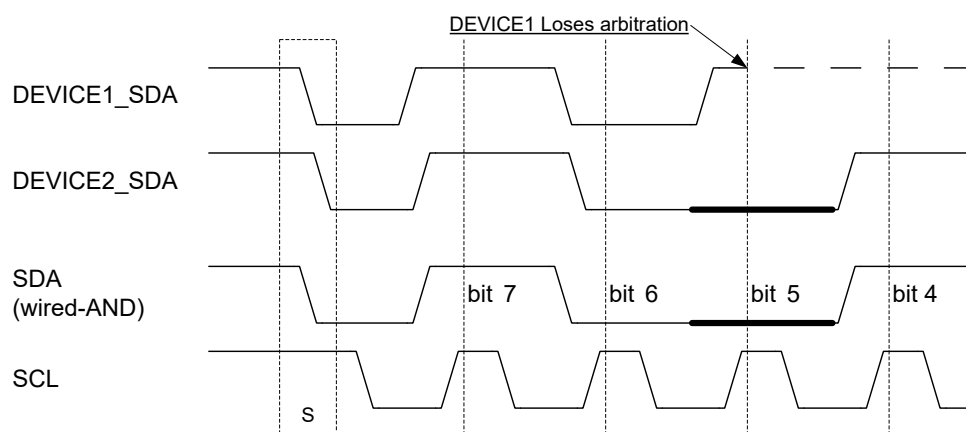 DEVICE1 Loses arbitration
DEVICE1_SDA
DEVICE2_SDA
SDA
(wired-AND)
bit 7
bit 6
bit 5
bit 4
SCL
S